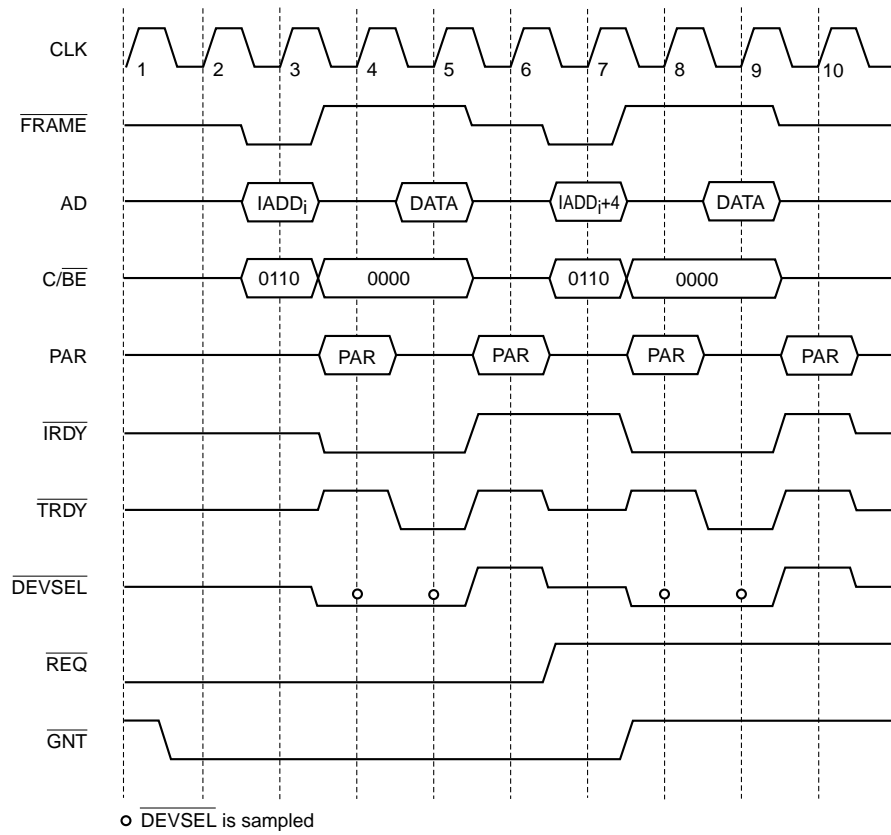 CLK
1 2 3 4 5 6 7 8 9 10
FRAME
AD IADDi DATA IADDi+4 DATA
C/BE 0110 0000 0110 0000
PAR PAR PAR PAR PAR
IRDY
TRDY
DEVSEL
REQ
GNT
DEVSEL is sampled